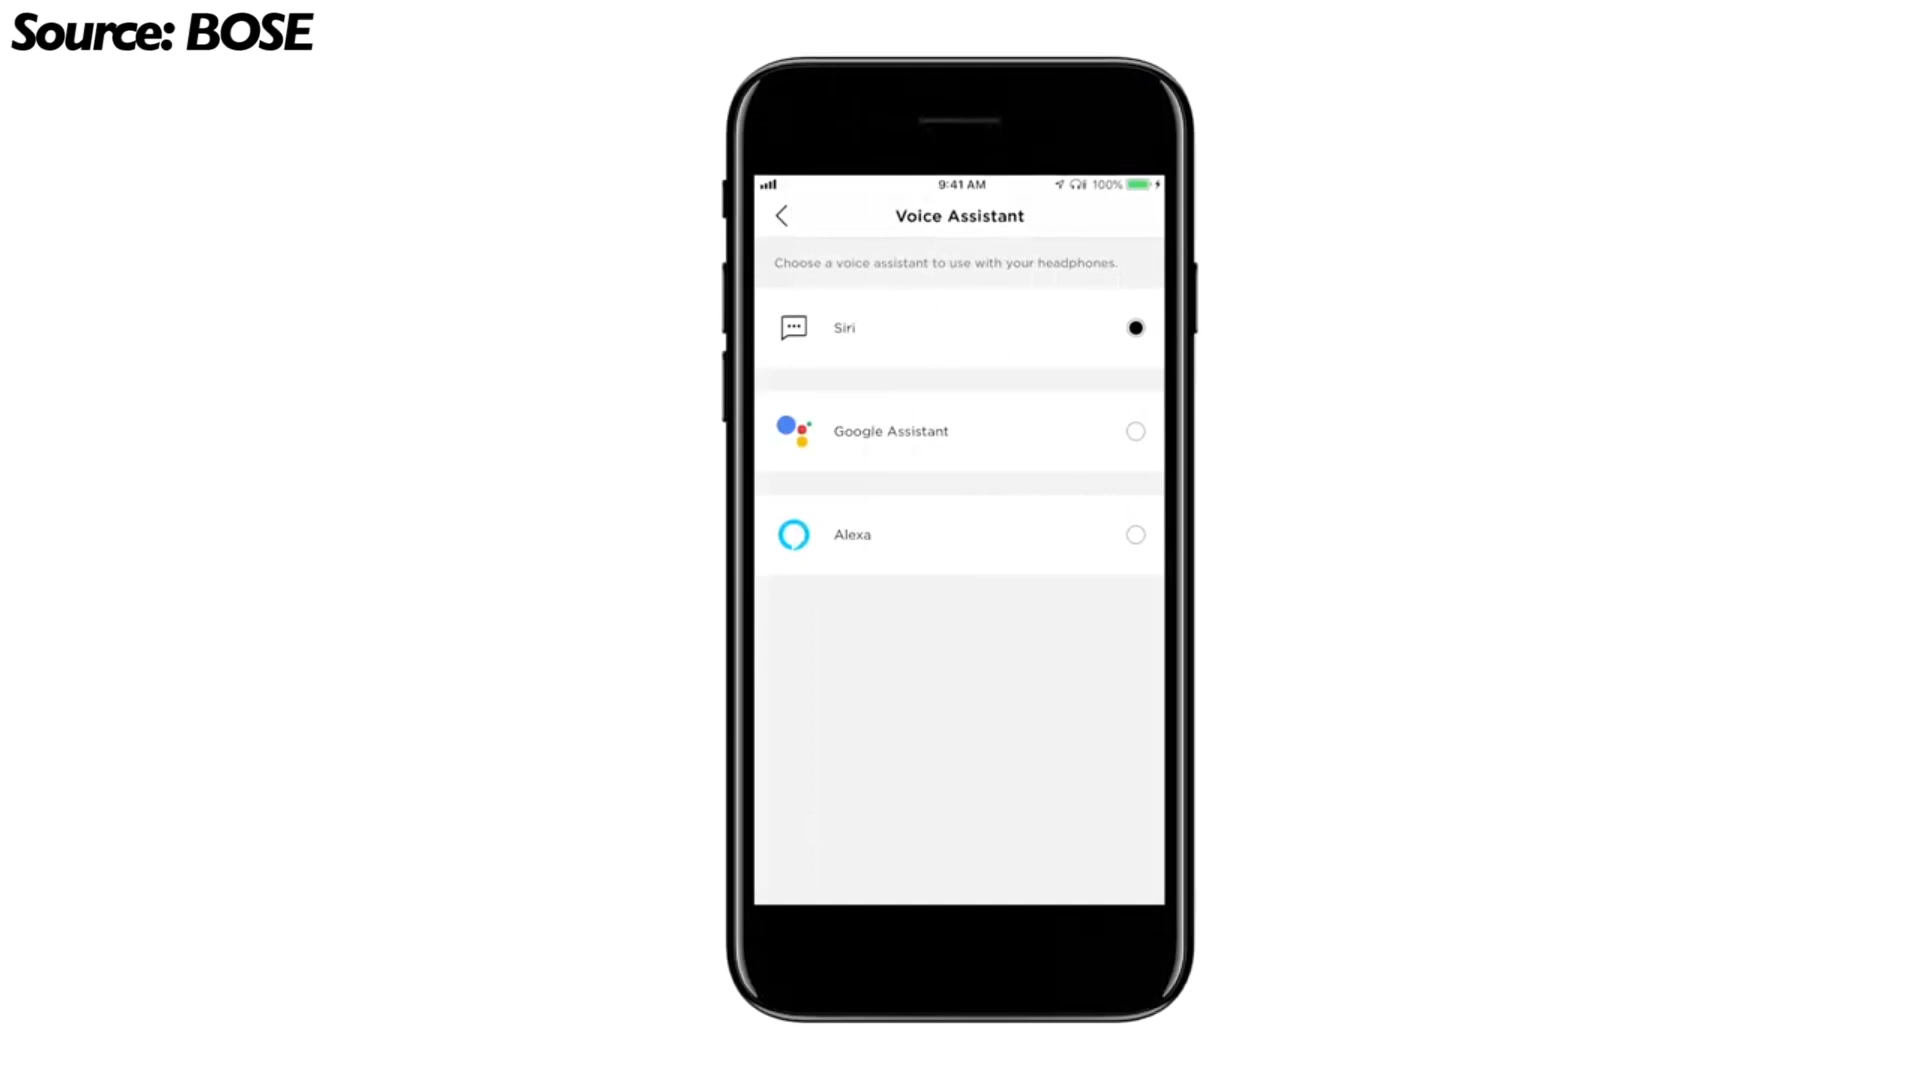 Source: BOSE
9:41 AM
100%
Voice Assistant
Choose a voice assistant to use with your headphones.
Siri
Google Assistant
Alexa